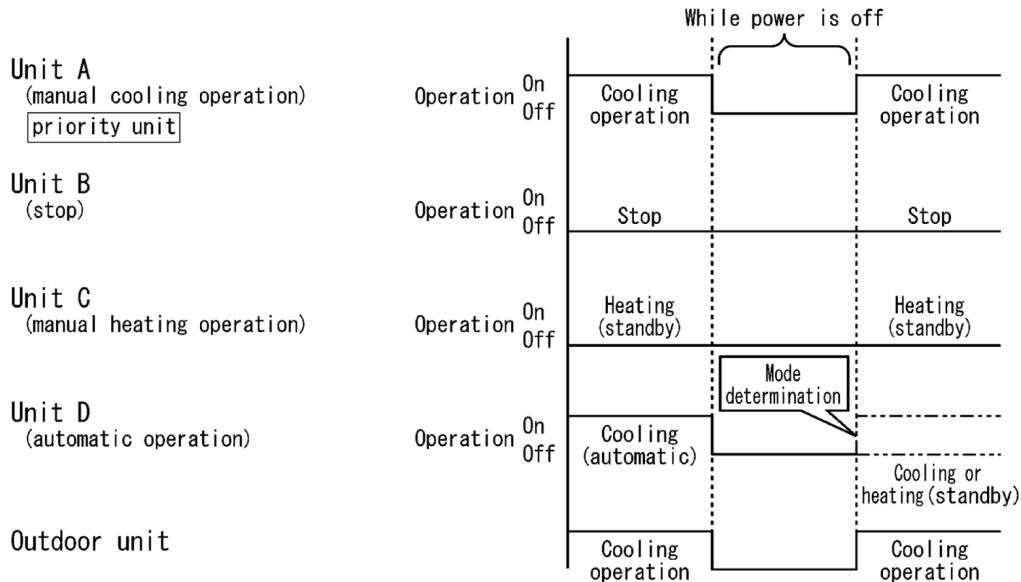 While power is off
Unit A
(manual cooling operation)
priority unit
Operation On
Off
Cooling
operation
Cooling
operation
Unit B
(stop)
Operation On
Off
Stop
Stop
Unit C
(manual heating operation)
Operation On
Off
Heating
(standby)
Heating
(standby)
Mode
determination
Unit D
(automatic operation)
Operation On
Off
Cooling
(automatic)
Cooling or
heating(standby)
Outdoor unit
Cooling
operation
Cooling
operation